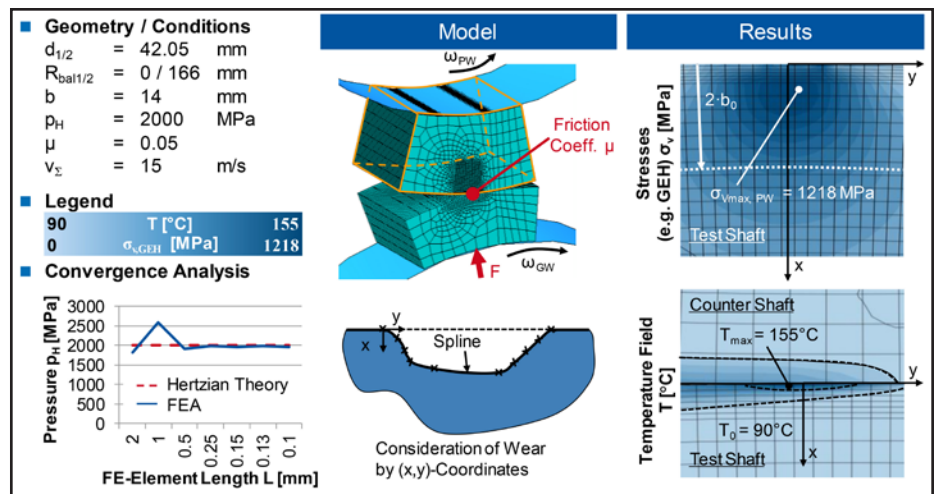 Geometry / Conditions
d1/2 = 42.05 mm
Rbal1/2 = 0 / 166 mm
b = 14 mm
pH = 2000 MPa
μ = 0.05
vΣ = 15 m/s
Legend
90 T [°C] 155
0 σv,GEH [MPa] 1218
Convergence Analysis
Pressure pH [MPa]
3000
2500
2000
1500
1000
500
0
Hertzian Theory
FEA
2 1 0.5 0.25 0.15 0.13 0.1
FE-Element Length L [mm]
Model
ωPW
Friction
Coeff. μ
F
ωGW
y
x
Spline
Consideration of Wear
by (x,y)-Coordinates
Results
Stresses
(e.g. GEH) σv [MPa]
y
2·b0
σVmax, PW = 1218 MPa
Test Shaft
x
Temperature Field
T [°C]
Counter Shaft
Tmax = 155°C
y
T0 = 90°C
x
Test Shaft